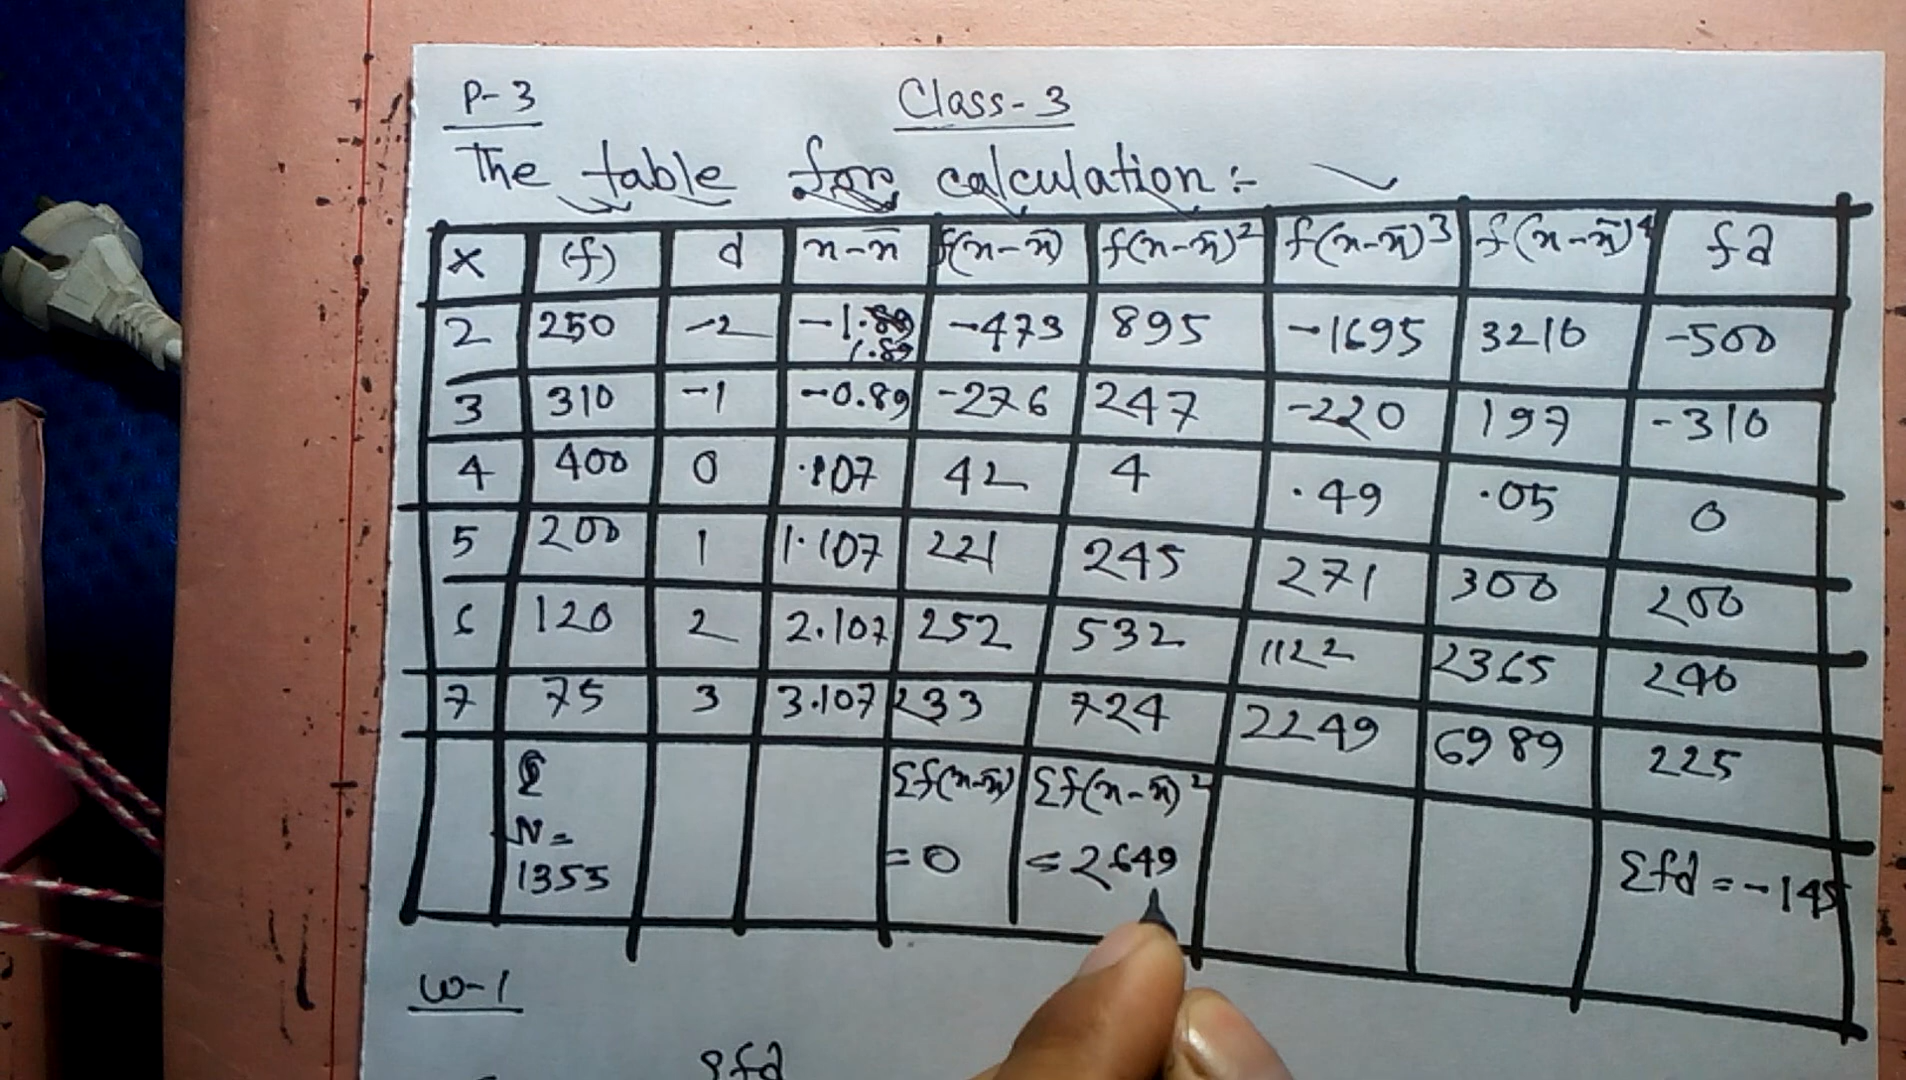 P-3 Class-3
The table for calculation:-
x (f) d n-n̄ f(n-n̄) f(n-n̄)² f(n-n̄)³ f(n-n̄)⁴ fd
2 250 -2 -1.89 -473 895 -1695 3210 -500
3 310 -1 -0.89 -276 247 -220 197 -310
4 400 0 .107 42 4 .49 .05 0
5 200 1 1.107 221 245 271 300 200
6 120 2 2.107 252 532 1122 2365 240
7 75 3 3.107 233 724 2249 6989 225
N= 1355 Σf(n-n̄) =0 Σf(n-n̄)² =2649 Σfd=-145
W-1
Σfd